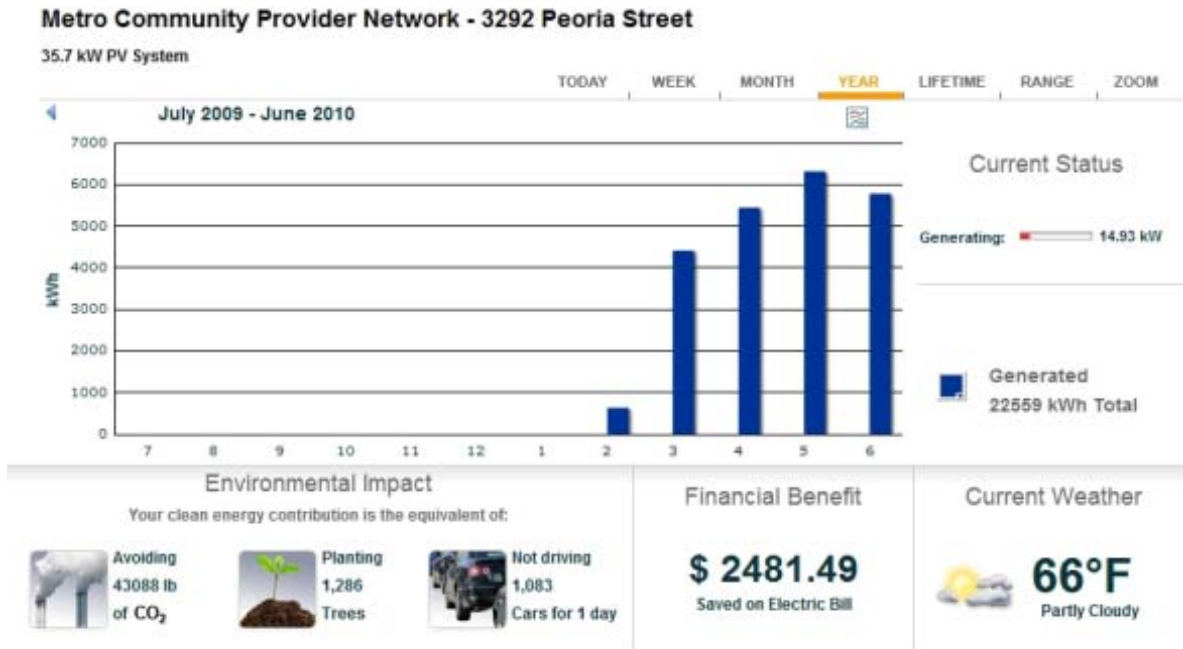 Metro Community Provider Network - 3292 Peoria Street
35.7 kW PV System
TODAY WEEK MONTH YEAR LIFETIME RANGE ZOOM
July 2009 - June 2010
7000
6000
5000
4000
3000
2000
1000
0
kWh
7 8 9 10 11 12 1 2 3 4 5 6
Current Status
Generating: 14.93 kW
Generated
22559 kWh Total
Environmental Impact
Your clean energy contribution is the equivalent of:
Avoiding
43088 lb
of CO₂
Planting
1,286
Trees
Not driving
1,083
Cars for 1 day
Financial Benefit
$ 2481.49
Saved on Electric Bill
Current Weather
66°F
Partly Cloudy